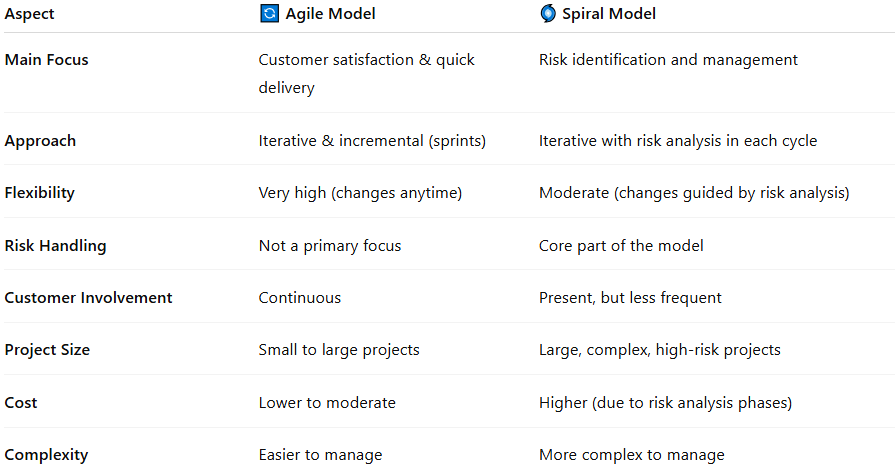 Aspect Agile Model Spiral Model
Main Focus Customer satisfaction & quick Risk identification and management
delivery
Approach Iterative & incremental (sprints) Iterative with risk analysis in each cycle
Flexibility Very high (changes anytime) Moderate (changes guided by risk analysis)
Risk Handling Not a primary focus Core part of the model
Customer Involvement Continuous Present, but less frequent
Project Size Small to large projects Large, complex, high-risk projects
Cost Lower to moderate Higher (due to risk analysis phases)
Complexity Easier to manage More complex to manage